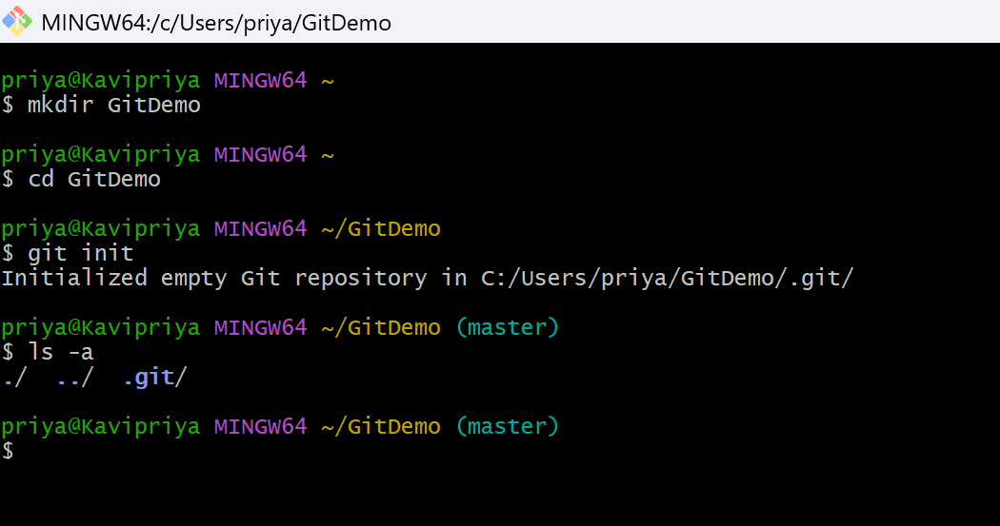 MINGW64:/c/Users/priya/GitDemo
priya@Kavipriya MINGW64 ~
$ mkdir GitDemo
priya@Kavipriya MINGW64 ~
$ cd GitDemo
priya@Kavipriya MINGW64 ~/GitDemo
$ git init
Initialized empty Git repository in C:/Users/priya/GitDemo/.git/
priya@Kavipriya MINGW64 ~/GitDemo (master)
$ ls -a
./  ../  .git/
priya@Kavipriya MINGW64 ~/GitDemo (master)
$